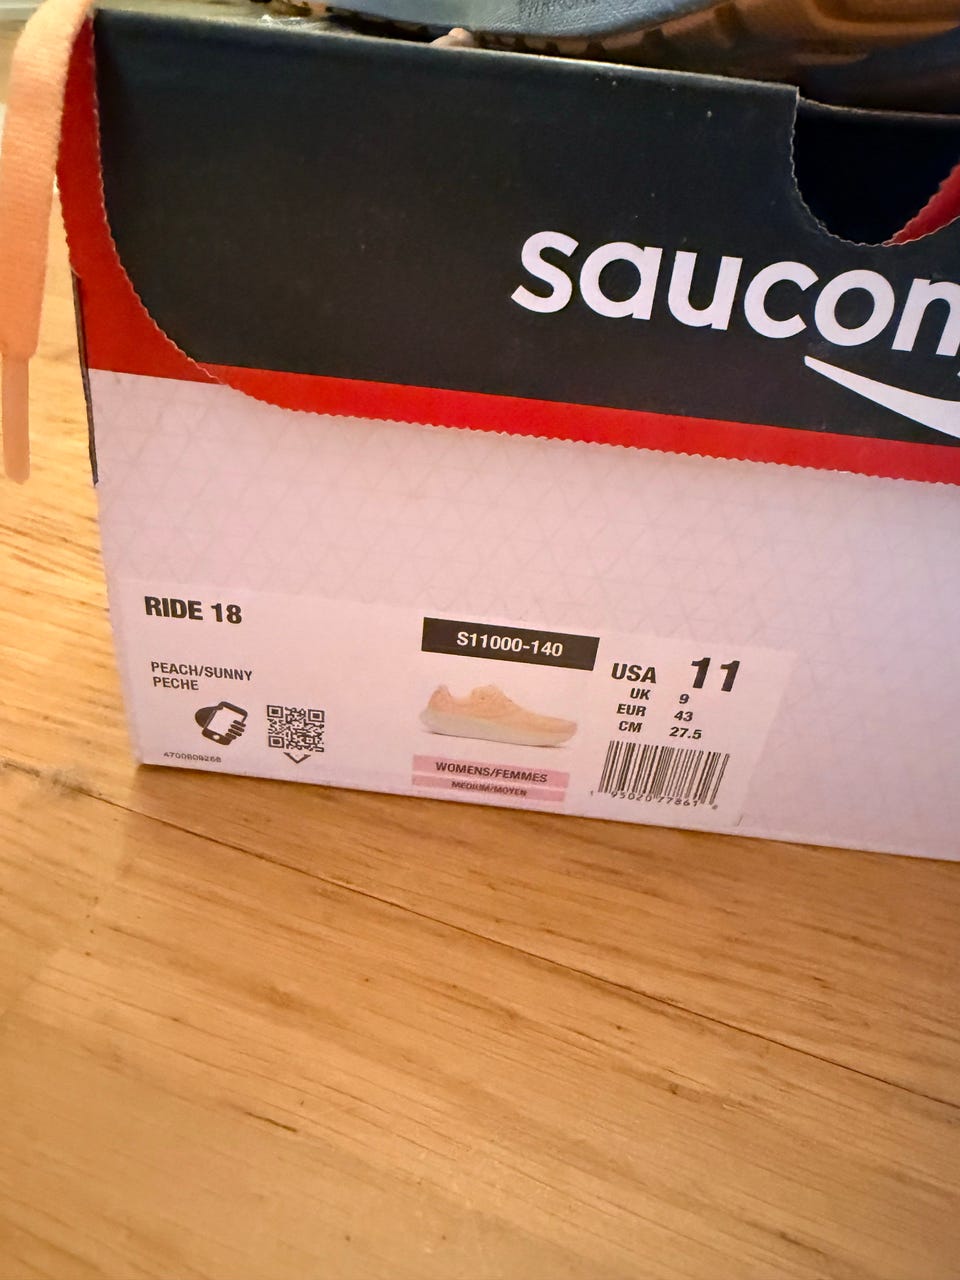 saucon
RIDE 18
PEACH/SUNNY
PECHE
4700809268
S11000-140
WOMENS/FEMMES
MEDIUM/MOYEN
USA 11
UK 9
EUR 43
CM 27.5